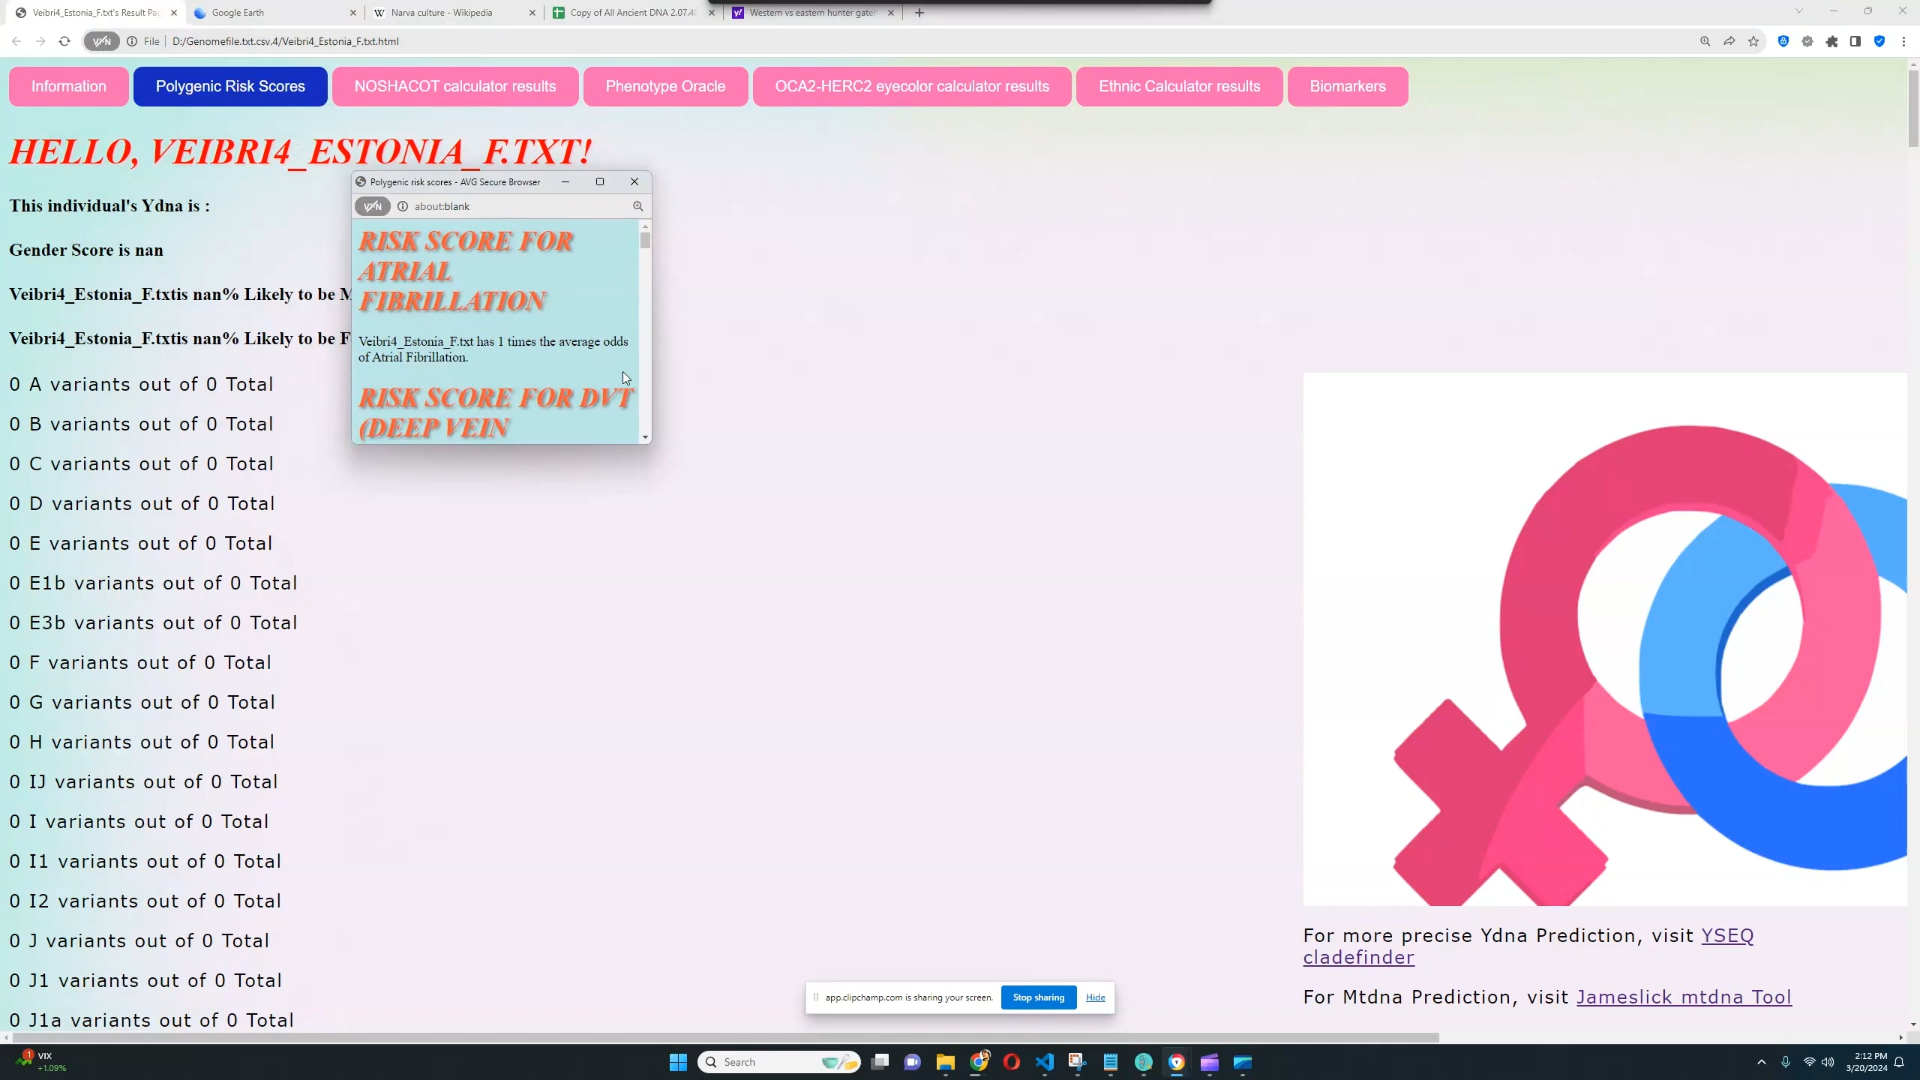 Veibri4_Estonia_F.txt's Result Pag
Google Earth
Narva culture - Wikipedia
Copy of All Ancient DNA 2.07.40
Western vs eastern hunter gather
File
D:/Genomefile.txt.csv.4/Veibri4_Estonia_F.txt.html
Information
Polygenic Risk Scores
NOSHACOT calculator results
Phenotype Oracle
OCA2-HERC2 eyecolor calculator results
Ethnic Calculator results
Biomarkers
HELLO, VEIBRI4_ESTONIA_F.TXT!
This individual's Ydna is :
Gender Score is nan
Veibri4_Estonia_F.txtis nan% Likely to be M
Veibri4_Estonia_F.txtis nan% Likely to be F
Polygenic risk scores - AVG Secure Browser
about:blank
RISK SCORE FOR
ATRIAL
FIBRILLATION
Veibri4_Estonia_F.txt has 1 times the average odds
of Atrial Fibrillation.
RISK SCORE FOR DVT
(DEEP VEIN
0 A variants out of 0 Total
0 B variants out of 0 Total
0 C variants out of 0 Total
0 D variants out of 0 Total
0 E variants out of 0 Total
0 E1b variants out of 0 Total
0 E3b variants out of 0 Total
0 F variants out of 0 Total
0 G variants out of 0 Total
0 H variants out of 0 Total
0 IJ variants out of 0 Total
0 I variants out of 0 Total
0 I1 variants out of 0 Total
0 I2 variants out of 0 Total
0 J variants out of 0 Total
0 J1 variants out of 0 Total
0 J1a variants out of 0 Total
For more precise Ydna Prediction, visit YSEQ
cladefinder
For Mtdna Prediction, visit Jameslick mtdna Tool
app.clipchamp.com is sharing your screen.
Stop sharing
Hide
1
VIX
+1.09%
Search
2:12 PM
3/20/2024